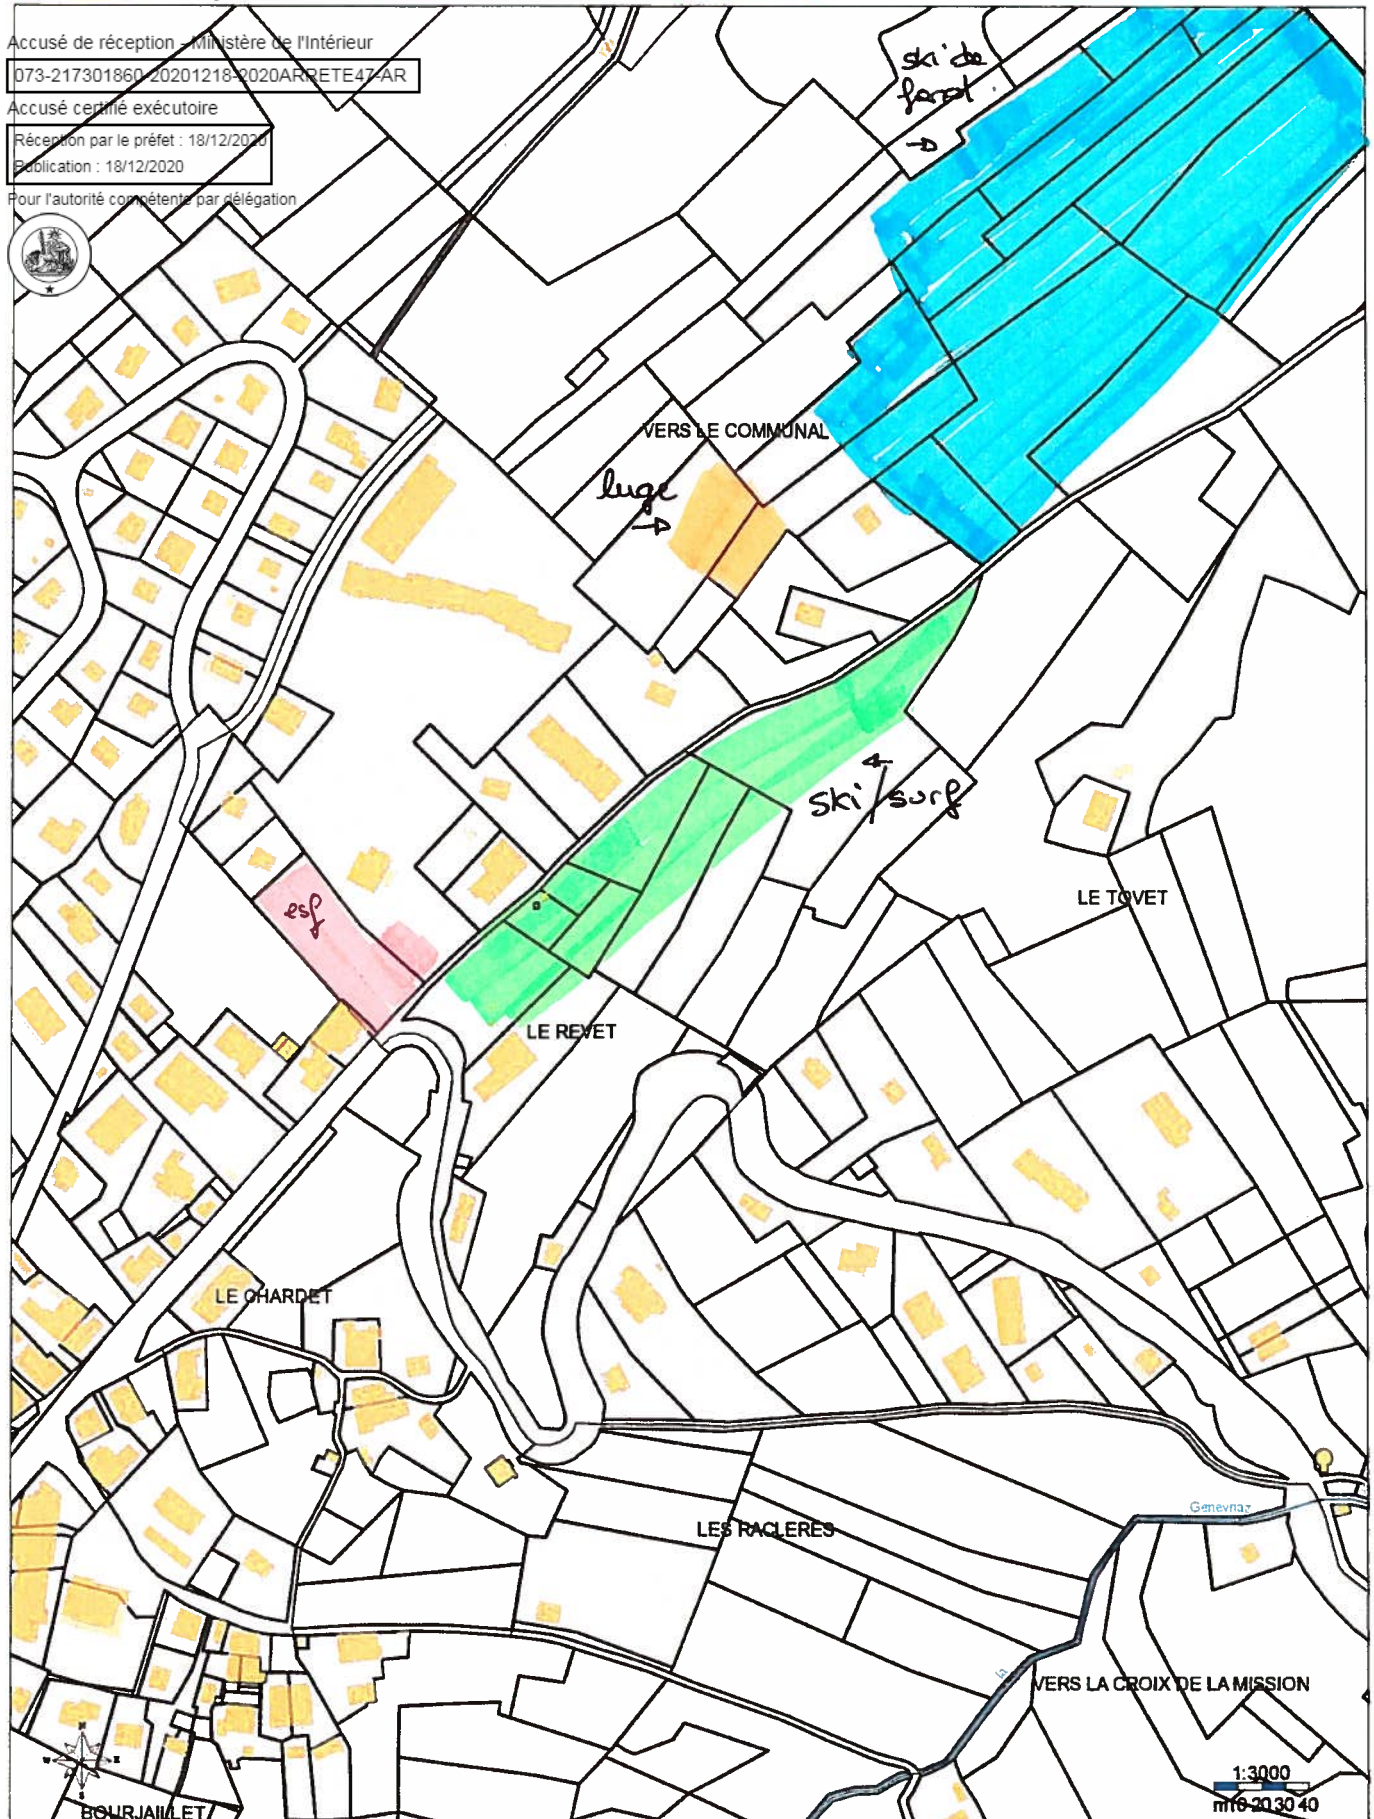 Accusé de réception - Ministère de l'Intérieur
073-217301860-20201218-2020ARRETE47-AR
Accusé certifié exécutoire
Réception par le préfet : 18/12/2020
Publication : 18/12/2020
Pour l'autorité compétente par délégation
ski de
fond.
VERS LE COMMUNAL
luge
ski / surf
esf
LE TOVET
LE REVET
LE CHARDET
LES RACLERES
Genevraz
la
VERS LA CROIX DE LA MISSION
N
W E
S
BOURJAILLET
1:3000
m10 20 30 40